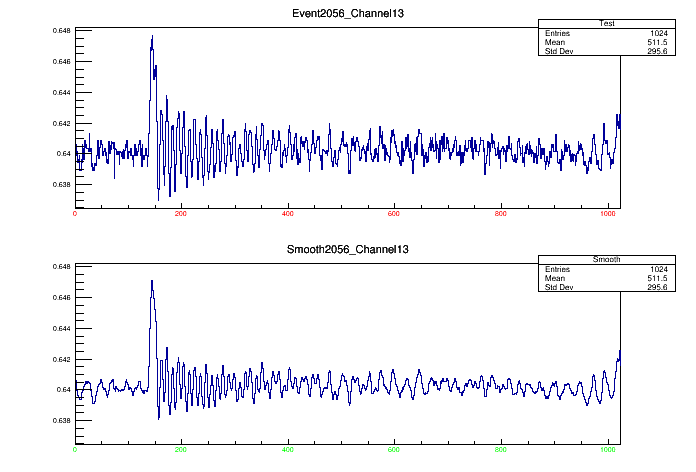 Event2056_Channel13
Test
Entries 1024
Mean 511.5
Std Dev 295.6
0.648
0.646
0.644
0.642
0.64
0.638
0 200 400 600 800 1000
Smooth2056_Channel13
Smooth
Entries 1024
Mean 511.5
Std Dev 295.6
0.648
0.646
0.644
0.642
0.64
0.638
0 200 400 600 800 1000